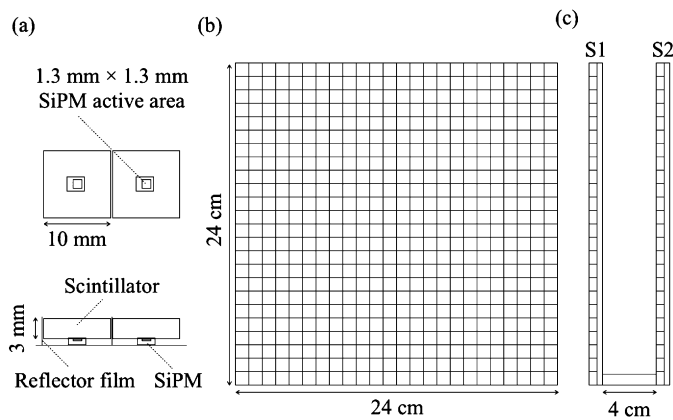 (a)
1.3 mm × 1.3 mm
SiPM active area
10 mm
Scintillator
3 mm
Reflector film
SiPM
(b)
24 cm
24 cm
(c)
S1
S2
4 cm